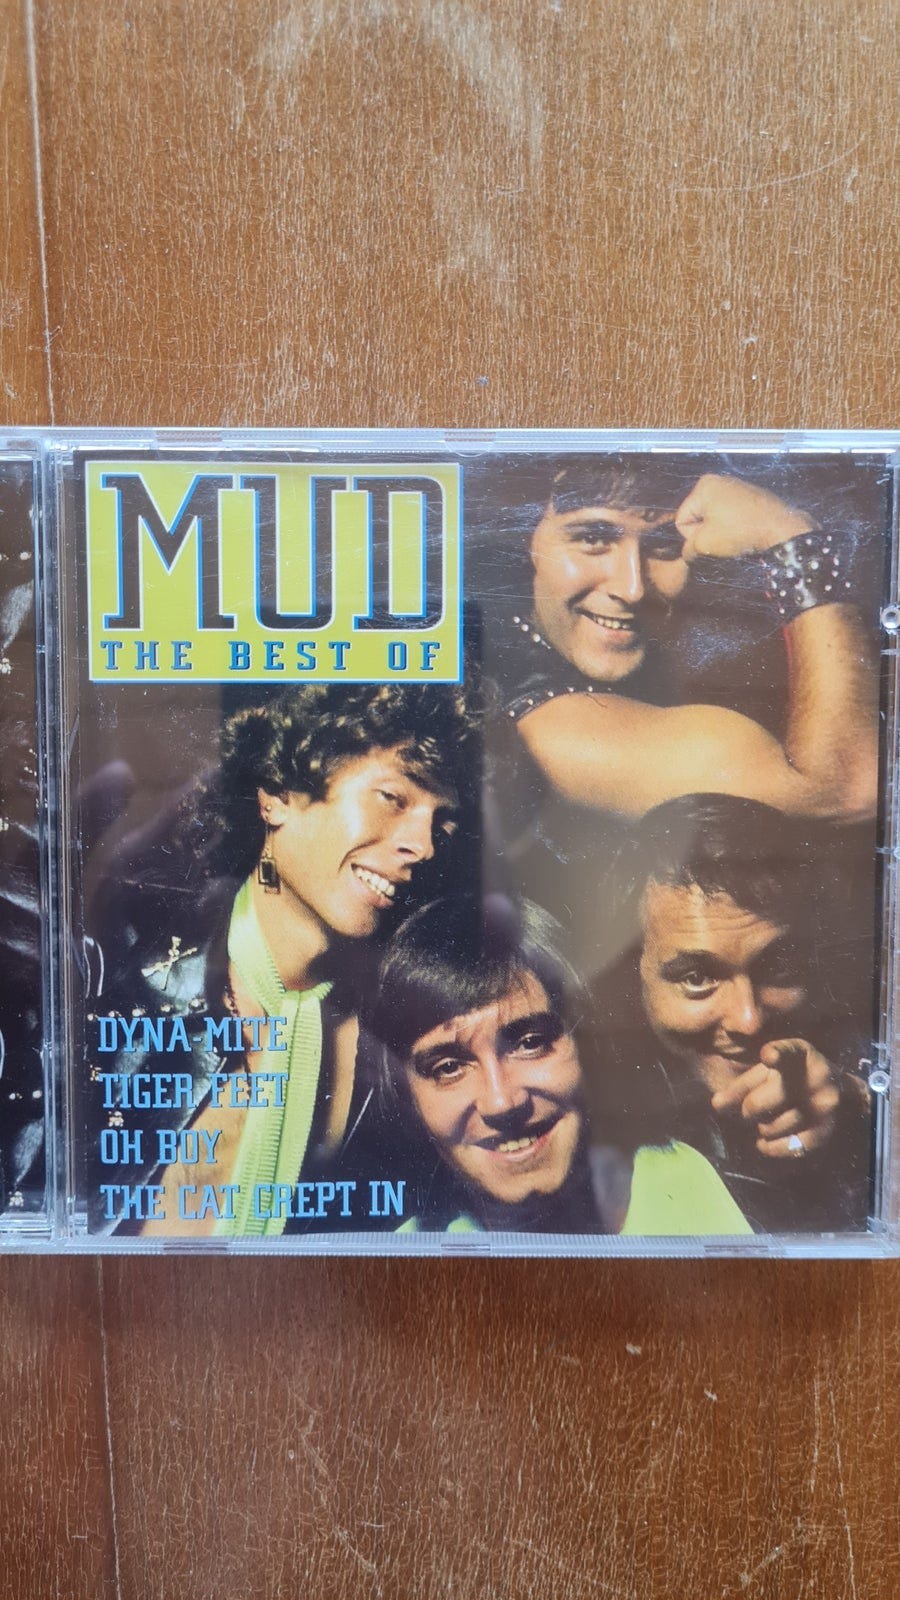 MUD
THE BEST OF
DYNA-MITE
TIGER FEET
OH BOY
THE CAT CREPT IN